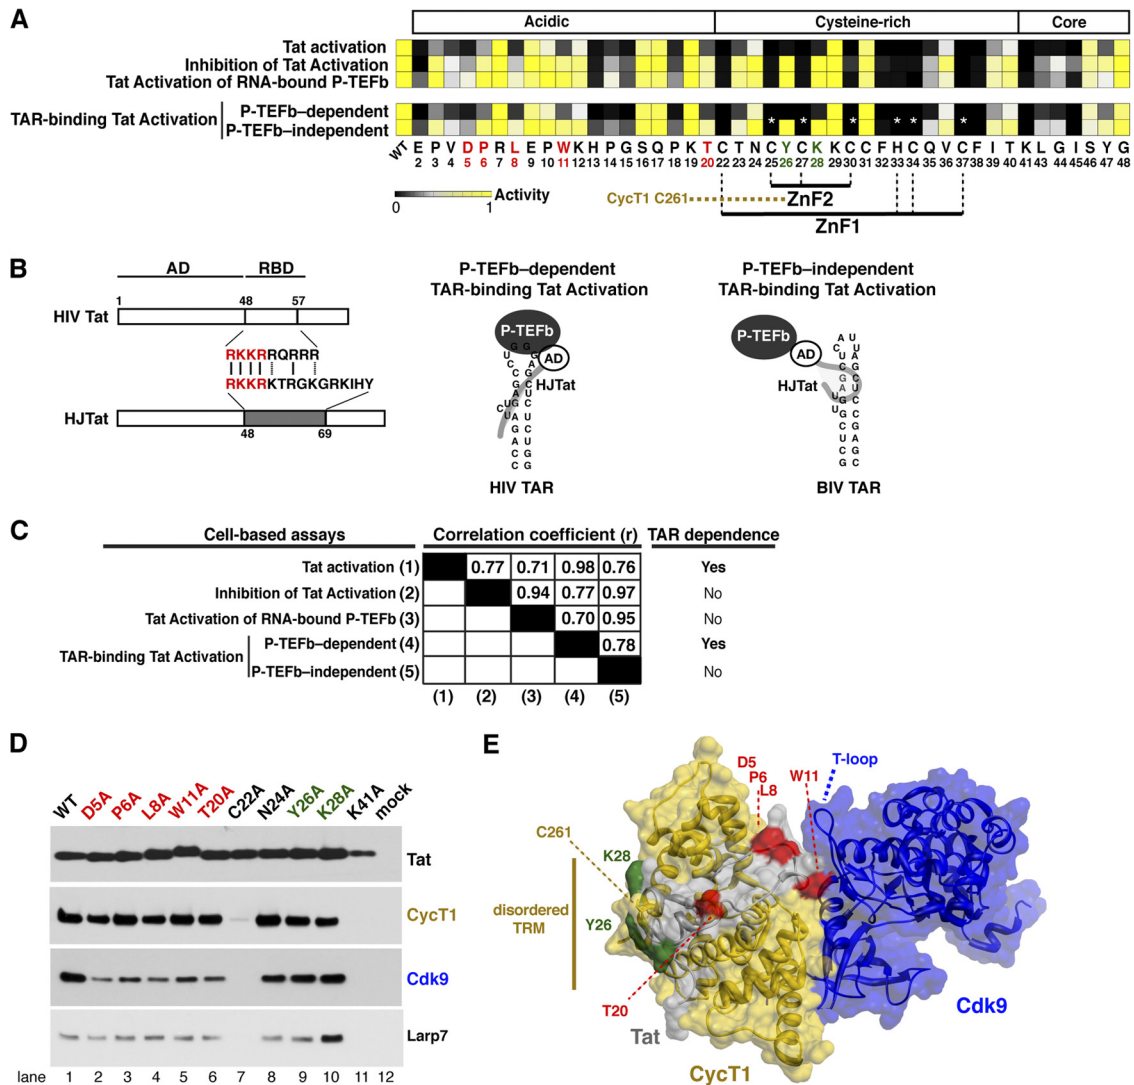 A
Acidic Cysteine-rich Core
Tat activation
Inhibition of Tat Activation
Tat Activation of RNA-bound P-TEFb
TAR-binding Tat Activation
P-TEFb–dependent
P-TEFb–independent
* * * * * *
WT E P V D P R L E P W K H P G S Q P K T C T N C Y C K K C C F H C Q V C F I T K L G I S Y G
2 3 4 5 6 7 8 9 10 11 12 13 14 15 16 17 18 19 20 22 23 24 25 26 27 28 29 30 31 32 33 34 35 36 37 38 39 40 41 43 44 45 46 47 48
0 1 Activity
CycT1 C261
ZnF2
ZnF1
B
AD RBD
1 48 57
HIV Tat
RKKRRQRRR
RKKRKTRGKGRKIHY
HJTat
48 69
P-TEFb–dependent
TAR-binding Tat Activation
P-TEFb
AD
HJTat
HIV TAR
P-TEFb–independent
TAR-binding Tat Activation
P-TEFb
AD
HJTat
BIV TAR
C
Cell-based assays Correlation coefficient (r) TAR dependence
Tat activation (1) 0.77 0.71 0.98 0.76 Yes
Inhibition of Tat Activation (2) 0.94 0.77 0.97 No
Tat Activation of RNA-bound P-TEFb (3) 0.70 0.95 No
TAR-binding Tat Activation
P-TEFb–dependent (4) 0.78 Yes
P-TEFb–independent (5) No
(1) (2) (3) (4) (5)
D
WT D5A P6A L8A W11A T20A C22A N24A Y26A K28A K41A mock
Tat
CycT1
Cdk9
Larp7
lane 1 2 3 4 5 6 7 8 9 10 11 12
E
D5
P6
L8
W11
T-loop
C261
K28
disordered
TRM
Y26
T20
Tat
CycT1
Cdk9